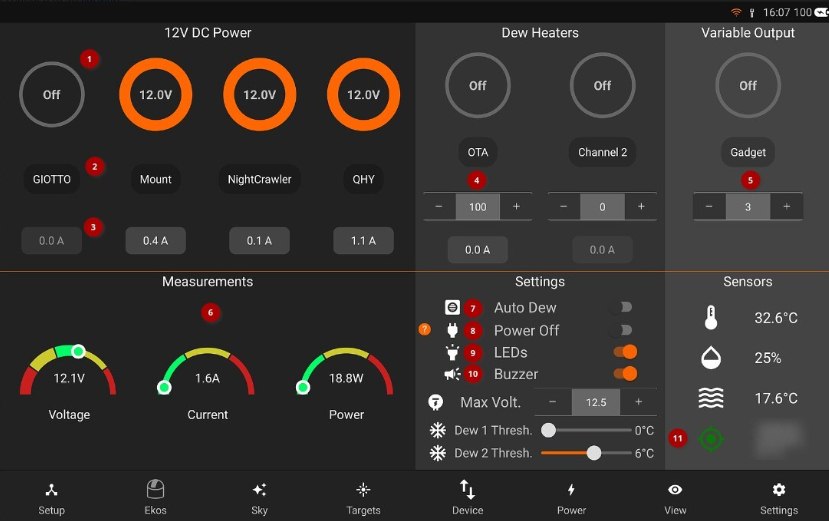 16:07 100
12V DC Power
Dew Heaters
Variable Output
1
Off
12.0V
12.0V
12.0V
Off
Off
Off
2
GIOTTO
Mount
NightCrawler
QHY
OTA
Channel 2
Gadget
4
5
− 100 +
− 0 +
− 3 +
3
0.0 A
0.4 A
0.1 A
1.1 A
0.0 A
0.0 A
Measurements
Settings
Sensors
6
7 Auto Dew
? 8 Power Off
9 LEDs
10 Buzzer
32.6°C
25%
17.6°C
12.1V
1.6A
18.8W
Voltage
Current
Power
Max Volt. − 12.5 +
Dew 1 Thresh. 0°C
Dew 2 Thresh. 6°C
11
Setup
Ekos
Sky
Targets
Device
Power
View
Settings